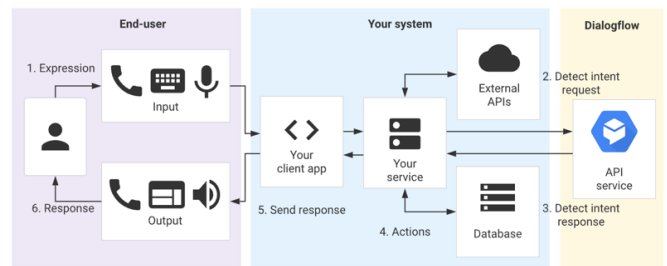 End-user
Your system
Dialogflow
1. Expression
Input
External
APIs
2. Detect intent
request
Your
client app
Your
service
API
service
6. Response
Output
5. Send response
4. Actions
Database
3. Detect intent
response